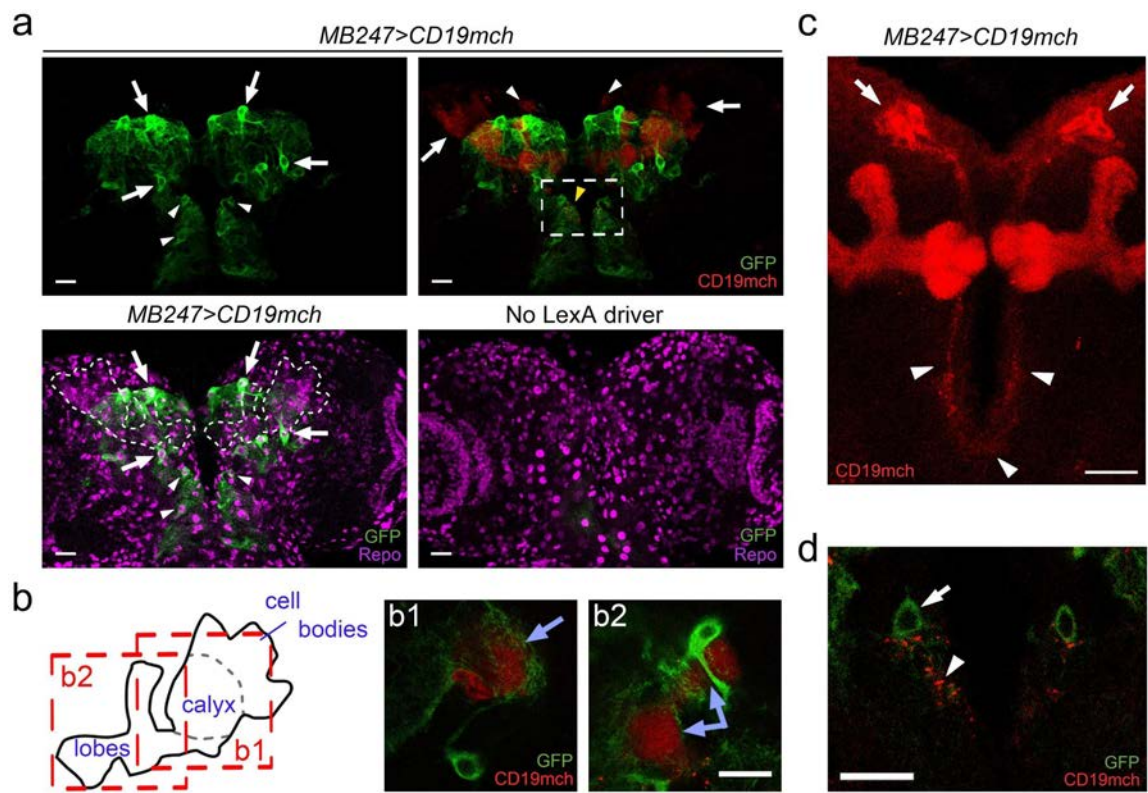 a
MB247>CD19mch
GFP
CD19mch
MB247>CD19mch
No LexA driver
GFP
Repo
GFP
Repo
b
cell
bodies
b2
calyx
lobes
b1
b1
GFP
CD19mch
b2
GFP
CD19mch
c
MB247>CD19mch
CD19mch
d
GFP
CD19mch